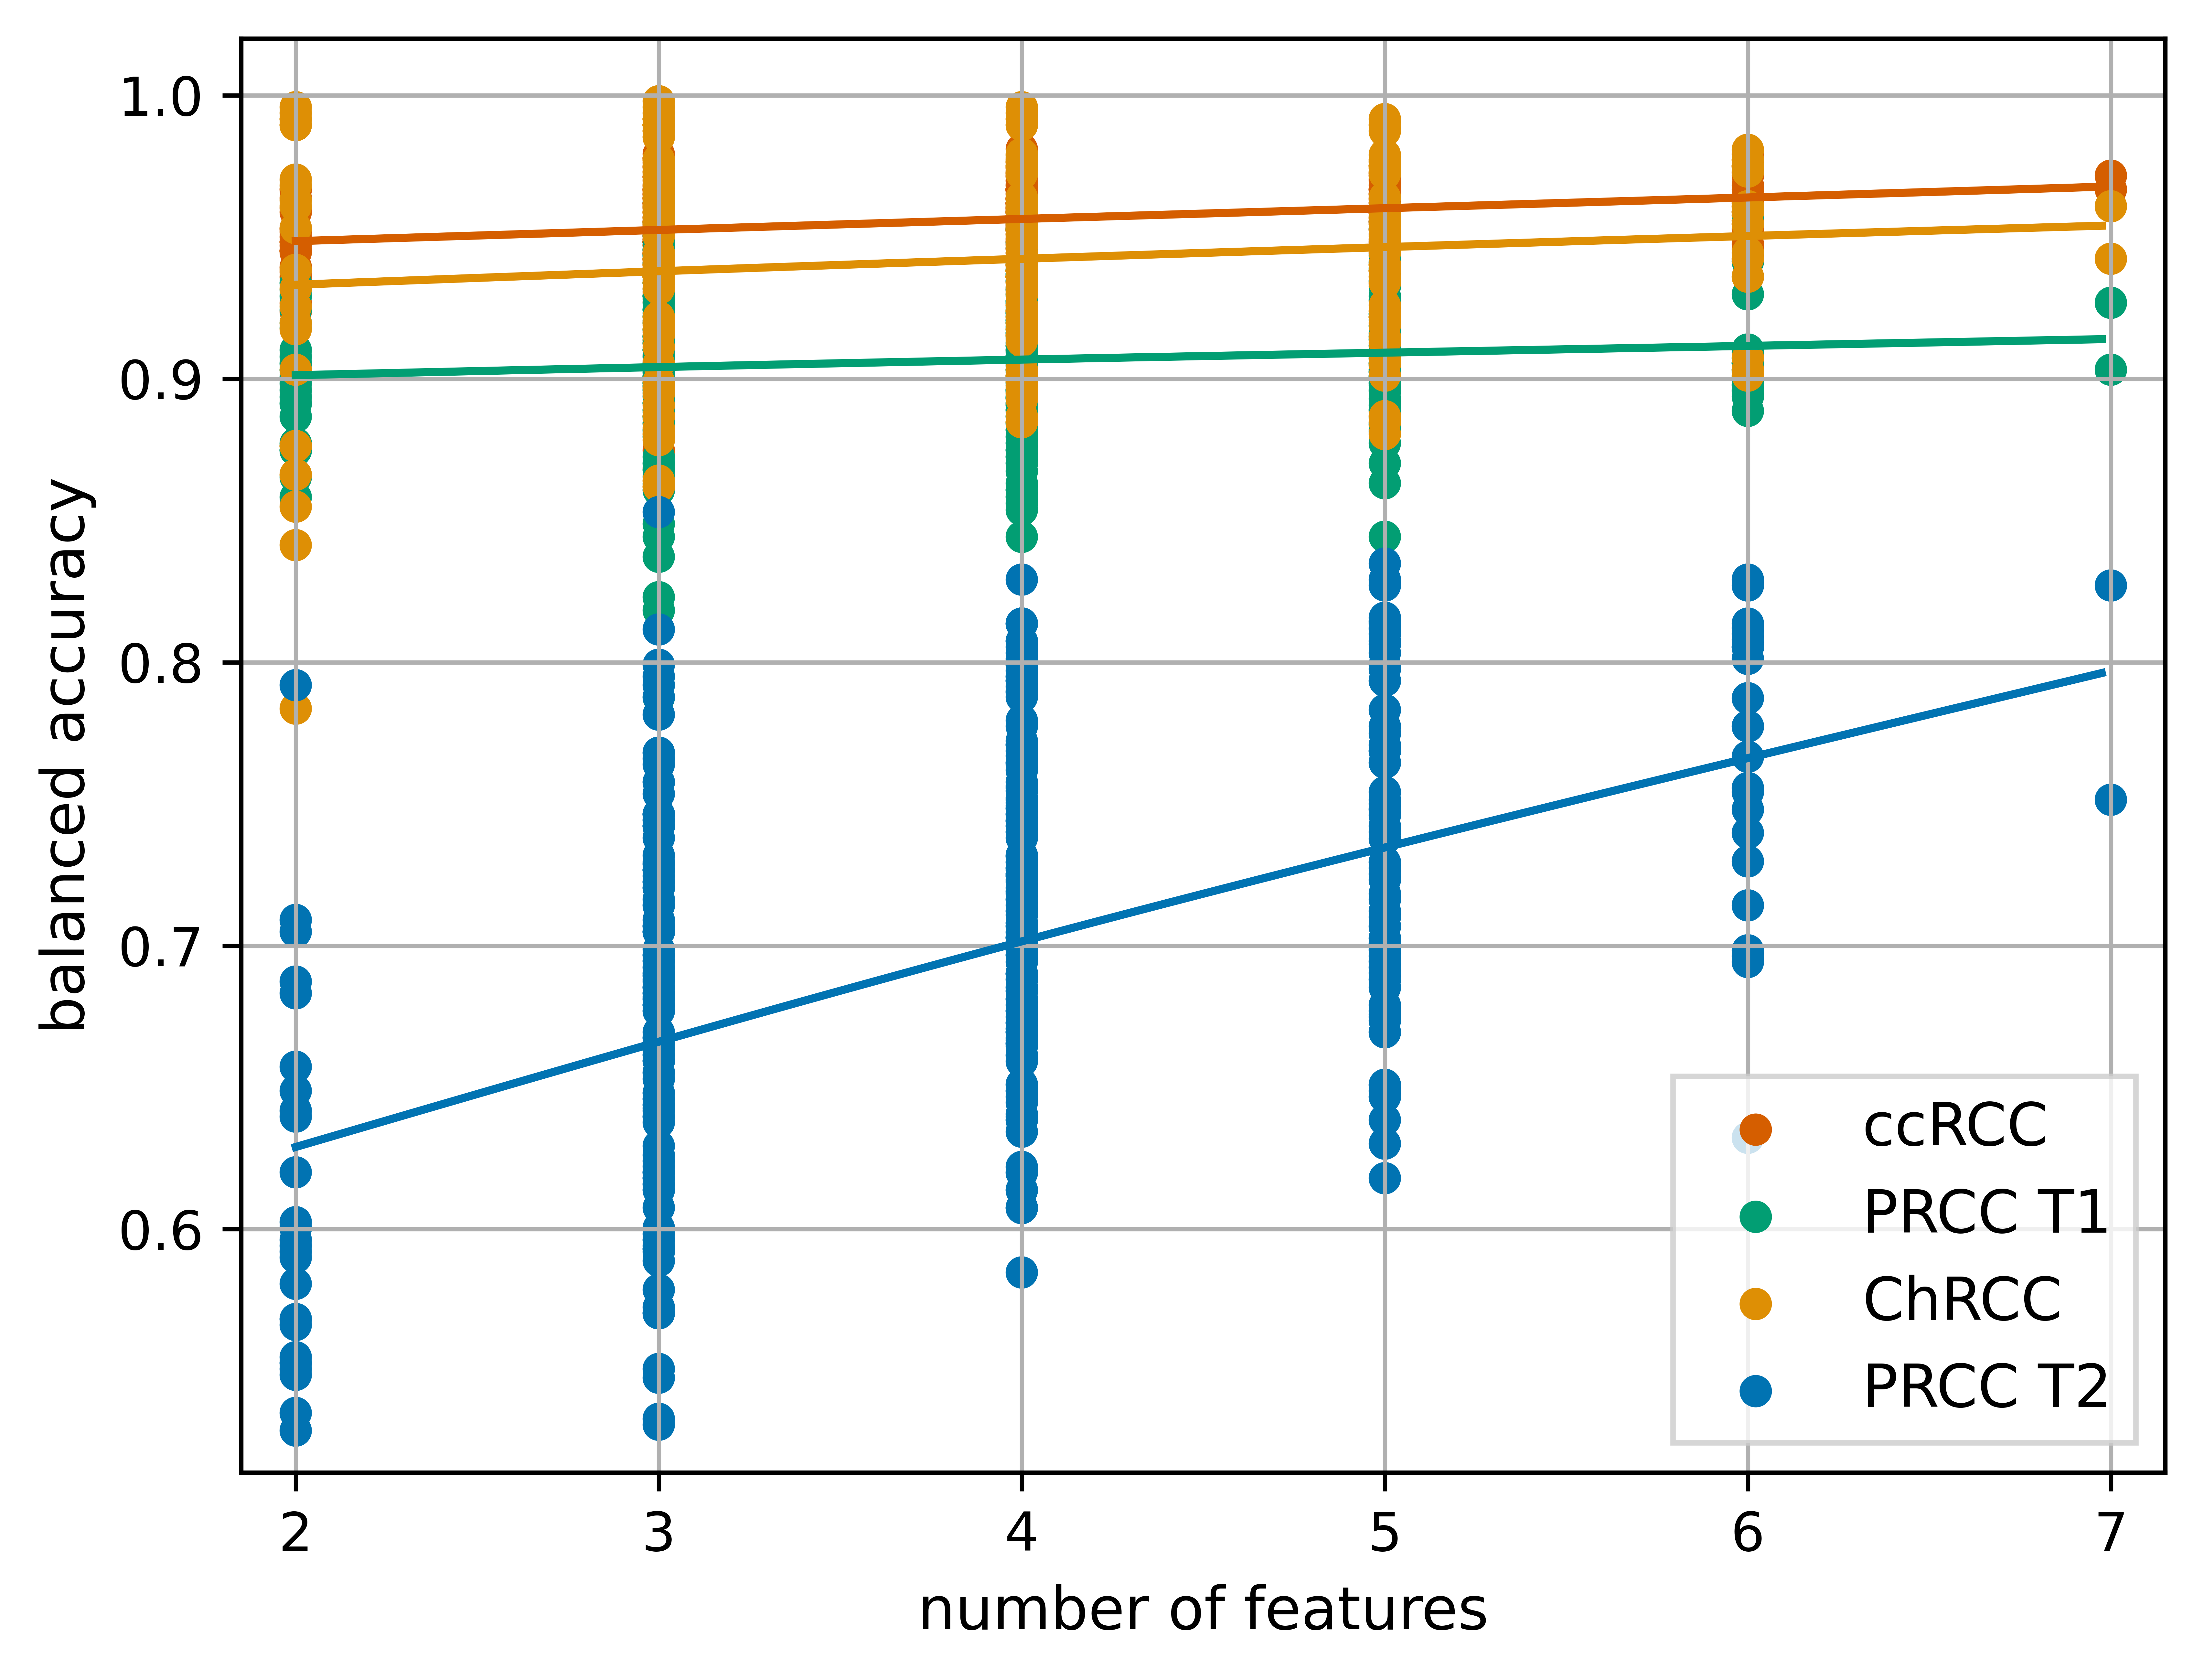 1.0
0.9
0.8
0.7
0.6
balanced accuracy
2 3 4 5 6 7
number of features
ccRCC
PRCC T1
ChRCC
PRCC T2